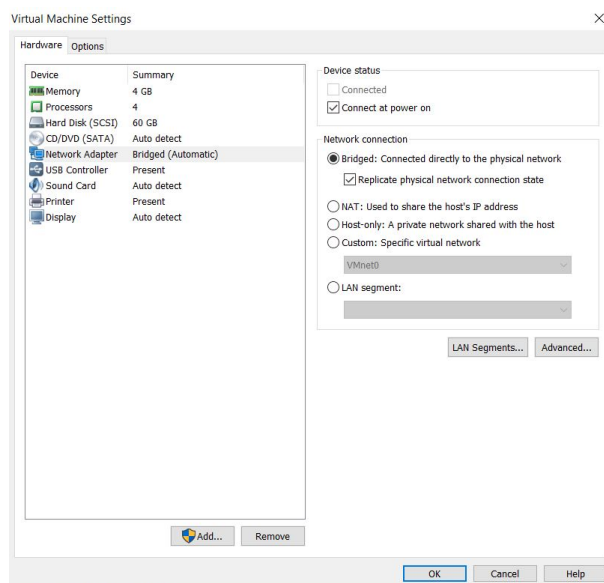 Virtual Machine Settings
Hardware Options
Device Summary
Memory 4 GB
Processors 4
Hard Disk (SCSI) 60 GB
CD/DVD (SATA) Auto detect
Network Adapter Bridged (Automatic)
USB Controller Present
Sound Card Auto detect
Printer Present
Display Auto detect
Add... Remove
Device status
Connected
Connect at power on
Network connection
Bridged: Connected directly to the physical network
Replicate physical network connection state
NAT: Used to share the host's IP address
Host-only: A private network shared with the host
Custom: Specific virtual network
VMnet0
LAN segment:
LAN Segments... Advanced...
OK Cancel Help